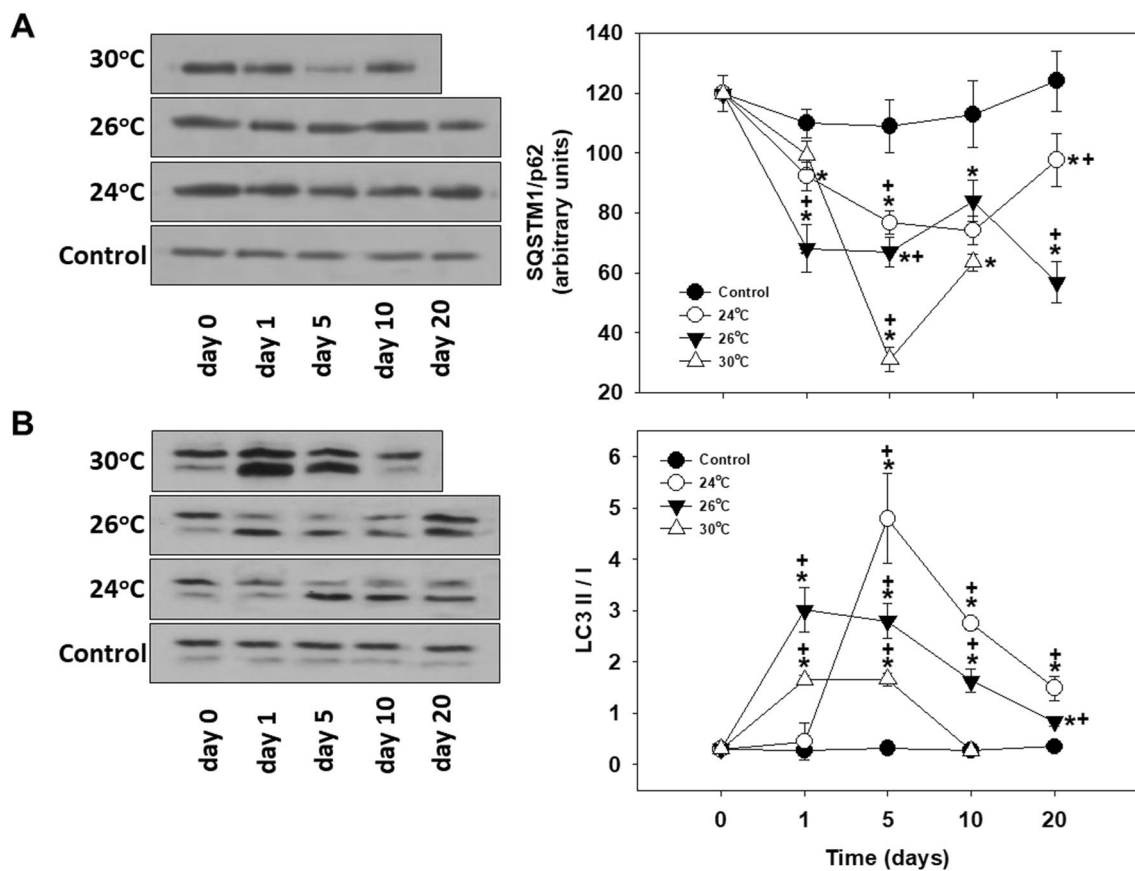 A
30°C
26°C
24°C
Control
day 0
day 1
day 5
day 10
day 20
SQSTM1/p62
(arbitrary units)
140
120
100
80
60
40
20
Control
24°C
26°C
30°C
*
+
*
+
*
*+
+
*
*
*
*+
+
*
B
30°C
26°C
24°C
Control
day 0
day 1
day 5
day 10
day 20
LC3 II / I
6
5
4
3
2
1
0
Control
24°C
26°C
30°C
+
*
+
*
+
*
+
*
+
*
+
*
+
*
+
*
*+
0
1
5
10
20
Time (days)